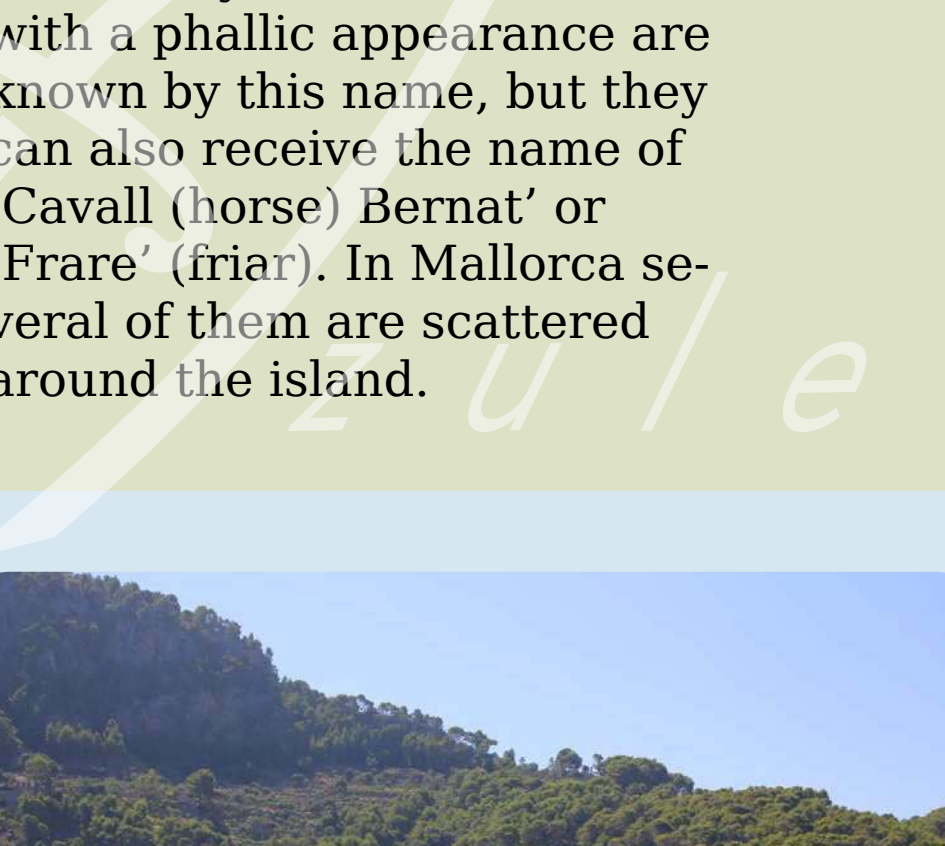 with a phallic appearance are
known by this name, but they
can also receive the name of
Cavall (horse) Bernat’ or
Frare’ (friar). In Mallorca se-
veral of them are scattered
around the island.
z u l e